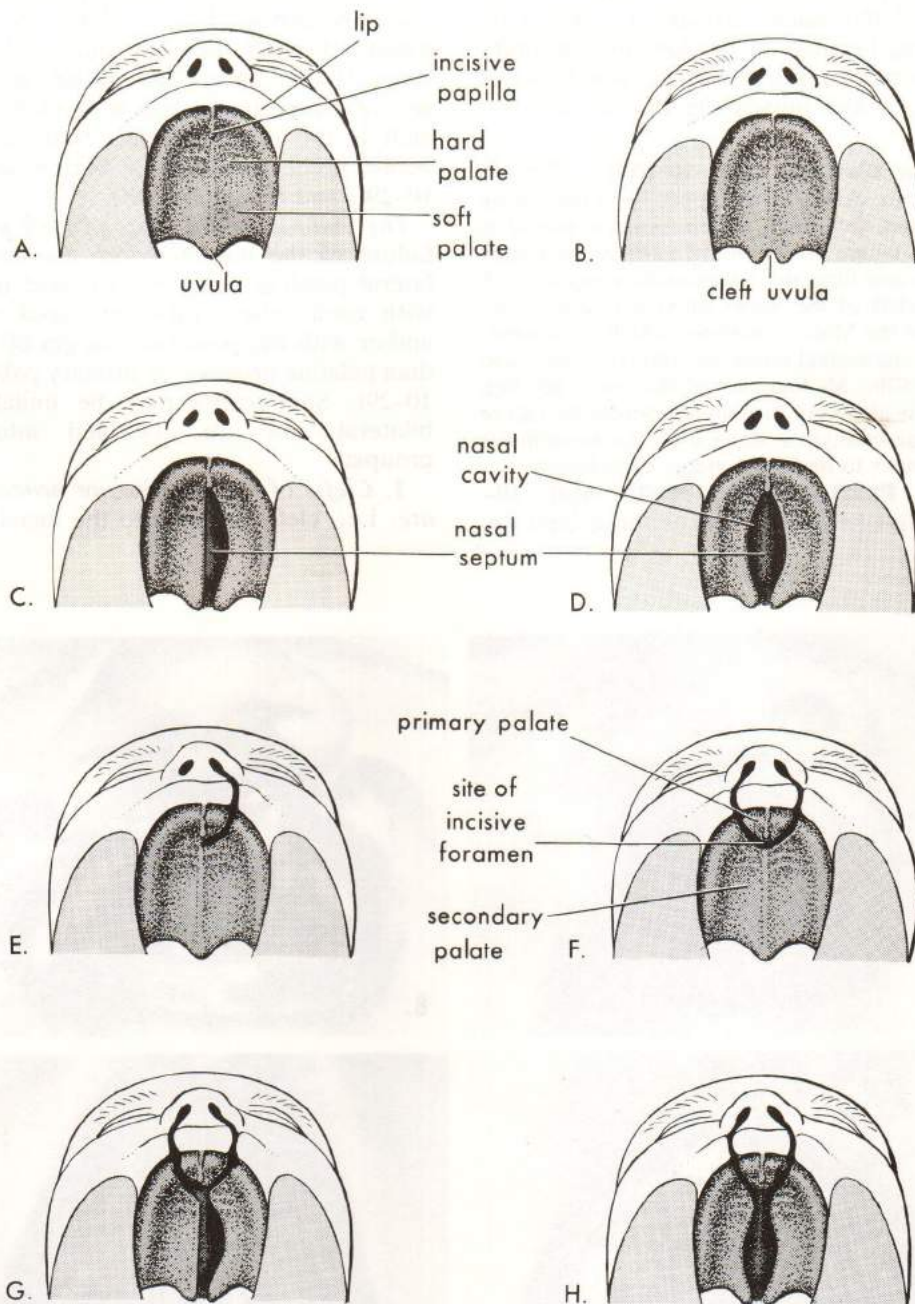 lip
incisive
papilla
hard
palate
soft
palate
A.
uvula
B.
cleft uvula
nasal
cavity
nasal
septum
C.
D.
primary palate
site of
incisive
foramen
secondary
palate
E.
F.
G.
H.